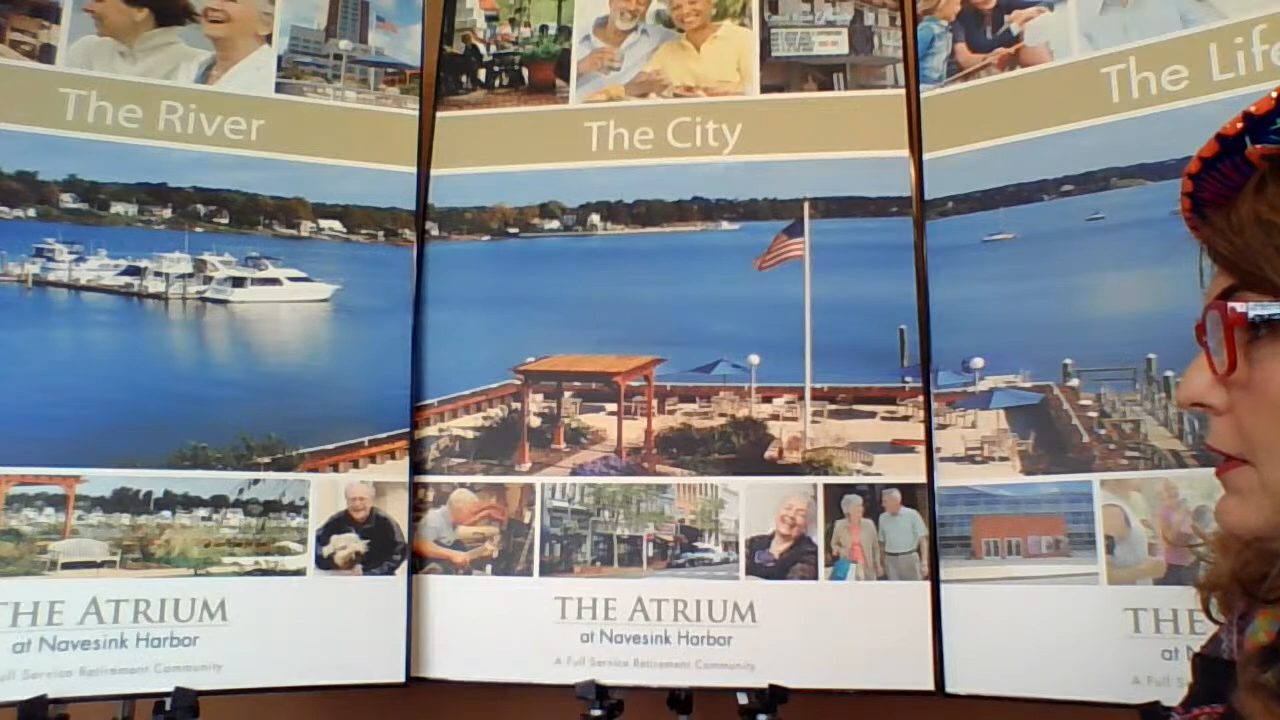 The River
THE ATRIUM
at Navesink Harbor
Full Service Retirement Community
The City
THE ATRIUM
at Navesink Harbor
A Full Service Retirement Community
The Life
THE
at N
A Full S